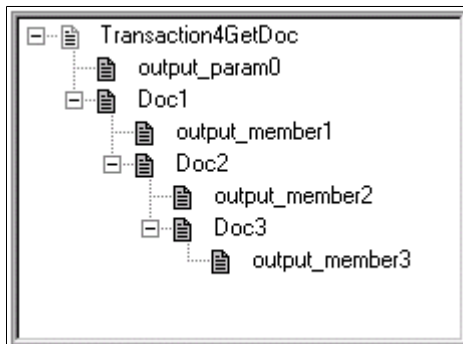 Transaction4GetDoc
output_param0
Doc1
output_member1
Doc2
output_member2
Doc3
output_member3